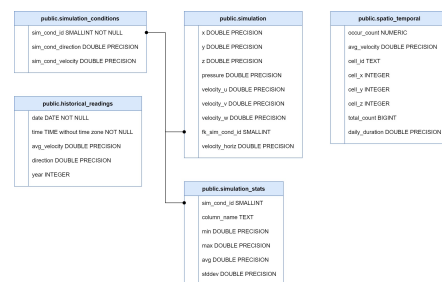 public.simulation_conditions
sim_cond_id SMALLINT NOT NULL
sim_cond_direction DOUBLE PRECISION
sim_cond_velocity DOUBLE PRECISION
public.historical_readings
date DATE NOT NULL
time TIME without time zone NOT NULL
avg_velocity DOUBLE PRECISION
direction DOUBLE PRECISION
year INTEGER
public.simulation
x DOUBLE PRECISION
y DOUBLE PRECISION
z DOUBLE PRECISION
pressure DOUBLE PRECISION
velocity_u DOUBLE PRECISION
velocity_v DOUBLE PRECISION
velocity_w DOUBLE PRECISION
fk_sim_cond_id SMALLINT
velocity_horiz DOUBLE PRECISION
public.simulation_stats
sim_cond_id SMALLINT
column_name TEXT
min DOUBLE PRECISION
max DOUBLE PRECISION
avg DOUBLE PRECISION
stddev DOUBLE PRECISION
public.spatio_temporal
occur_count NUMERIC
avg_velocity DOUBLE PRECISION
cell_id TEXT
cell_x INTEGER
cell_y INTEGER
cell_z INTEGER
total_count BIGINT
daily_duration DOUBLE PRECISION